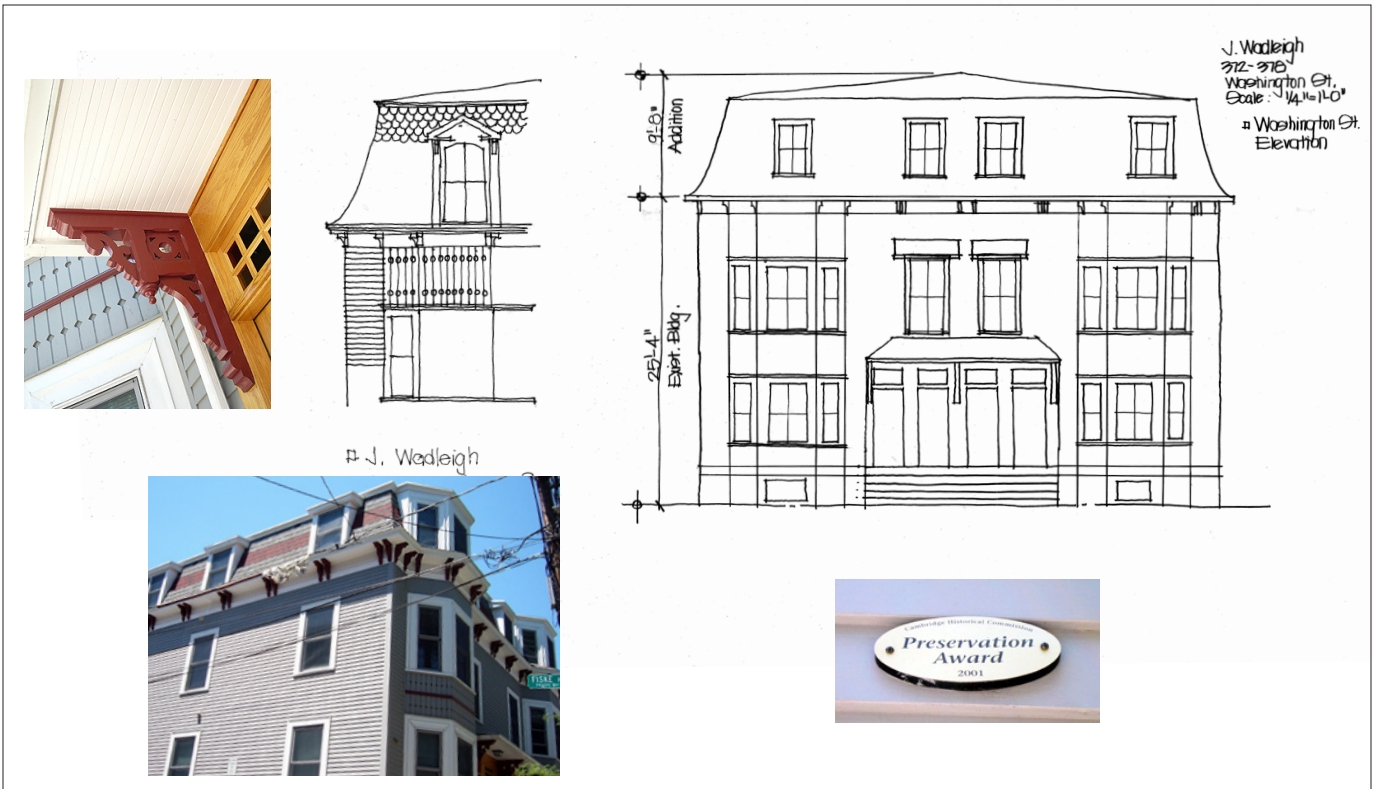 J. Wadleigh
372-378
Washington St.
Scale: 1/4"=1'-0"
Washington St.
Elevation
9'-8"
Addition
25'-4"
Exist. Bldg.
J. Wadleigh
FISKE
Cambridge Historical Commission
Preservation
Award
2001